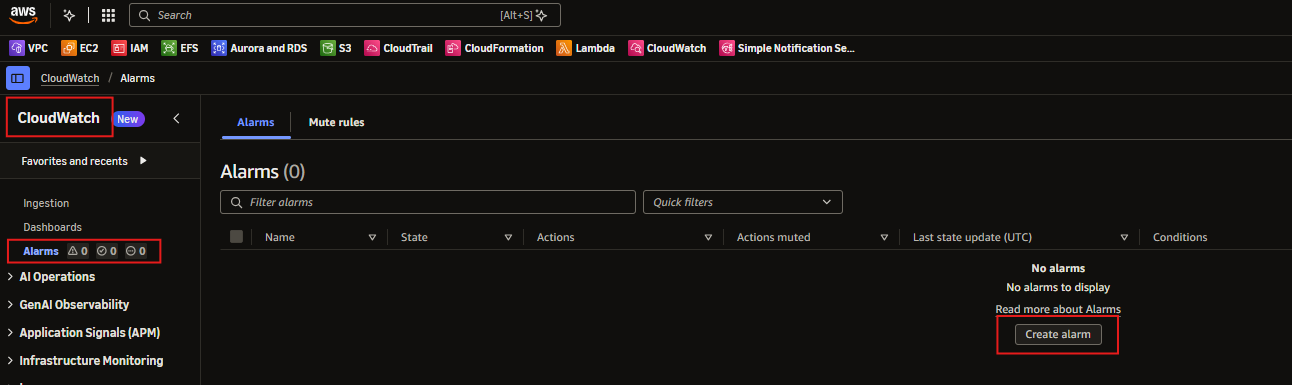 aws Search [Alt+S]
VPC EC2 IAM EFS Aurora and RDS S3 CloudTrail CloudFormation Lambda CloudWatch Simple Notification Se...
CloudWatch / Alarms
CloudWatch New
Favorites and recents
Ingestion
Dashboards
Alarms 0 0 0
AI Operations
GenAI Observability
Application Signals (APM)
Infrastructure Monitoring
Alarms Mute rules
Alarms (0)
Filter alarms Quick filters
Name State Actions Actions muted Last state update (UTC) Conditions
No alarms
No alarms to display
Read more about Alarms
Create alarm